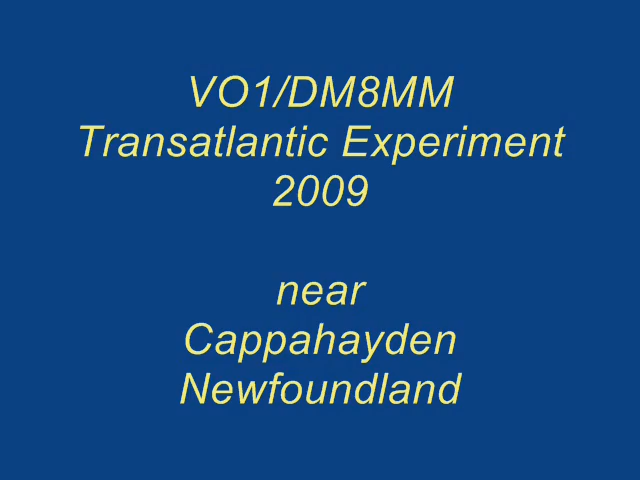 VO1/DM8MM
Transatlantic Experiment
2009
near
Cappahayden
Newfoundland